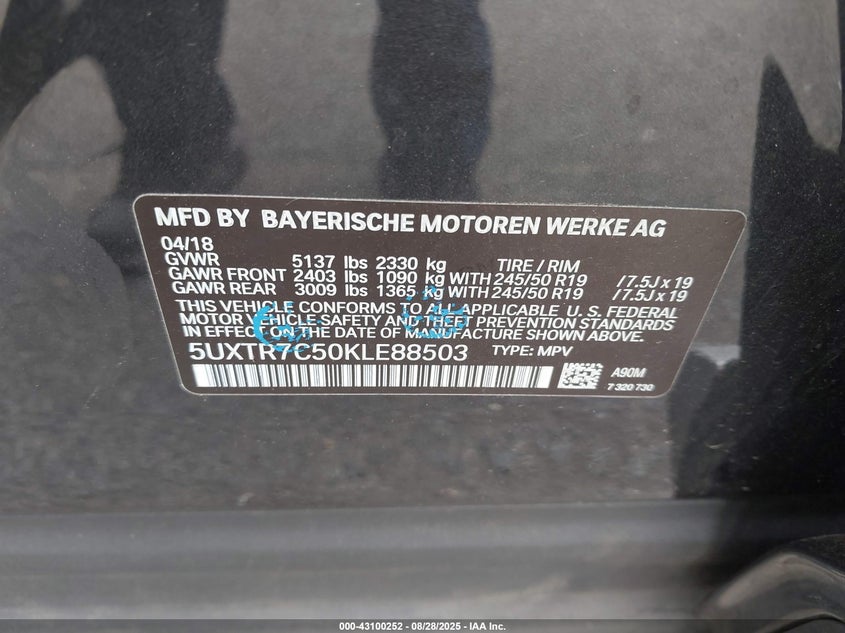 MFD BY BAYERISCHE MOTOREN WERKE AG
04/18
GVWR 5137 lbs 2330 kg TIRE / RIM
GAWR FRONT 2403 lbs 1090 kg WITH 245/50 R19 / 7.5J x 19
GAWR REAR 3009 lbs 1365 kg WITH 245/50 R19 / 7.5J x 19
THIS VEHICLE CONFORMS TO ALL APPLICABLE U. S. FEDERAL
MOTOR VEHICLE SAFETY AND THEFT PREVENTION STANDARDS
IN EFFECT ON THE DATE OF MANUFACTURE SHOWN ABOVE.
5UXTR7C50KLE88503 TYPE: MPV
A90M
7 320 730
000-43100252 | 08/28/2025 - IAA Inc.